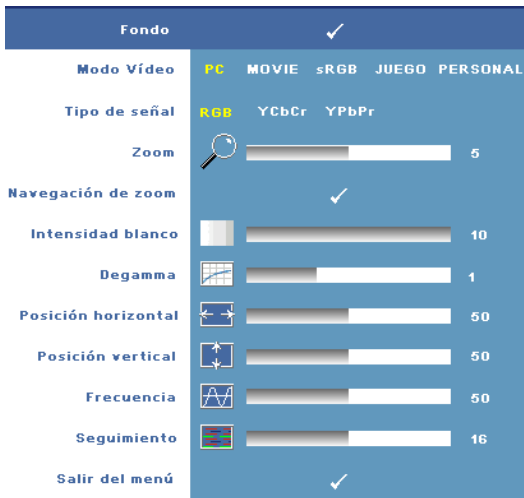 Fondo
Modo Vídeo PC MOVIE sRGB JUEGO PERSONAL
Tipo de señal RGB YCbCr YPbPr
Zoom 5
Navegación de zoom
Intensidad blanco 10
Degamma 1
Posición horizontal 50
Posición vertical 50
Frecuencia 50
Seguimiento 16
Salir del menú